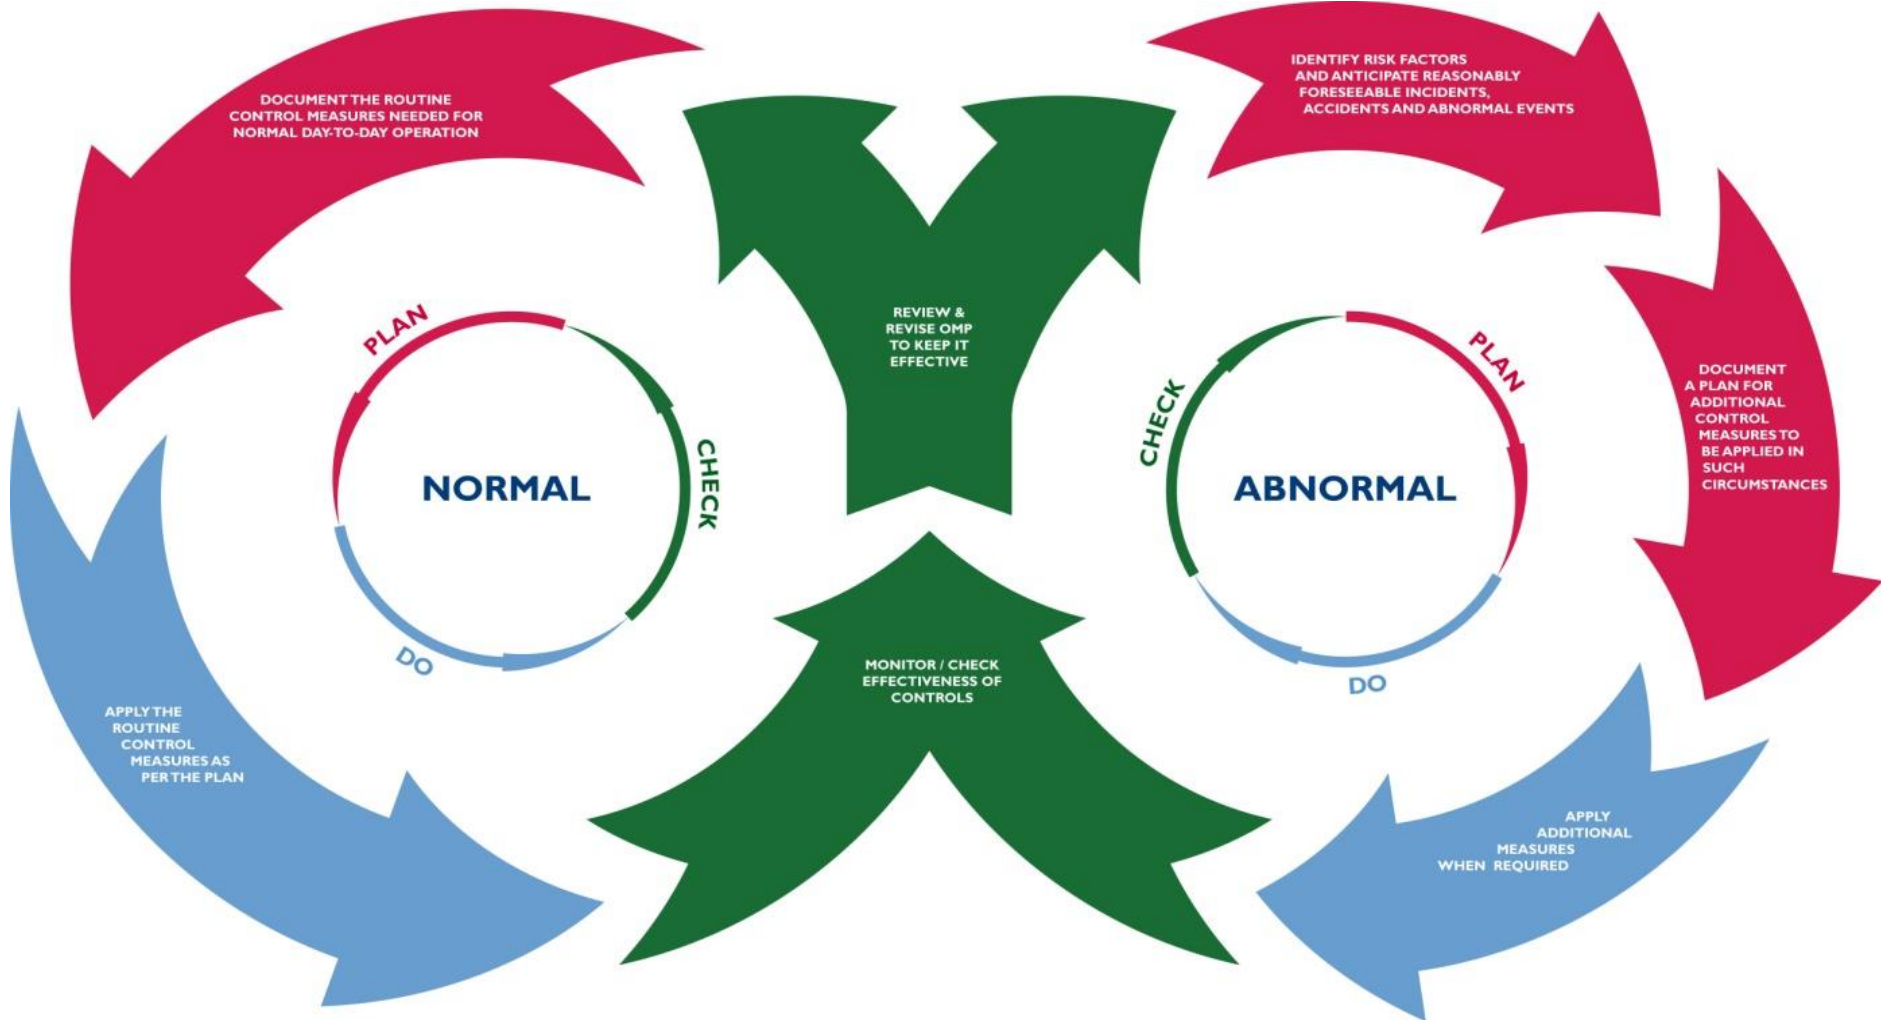 DOCUMENT THE ROUTINE
CONTROL MEASURES NEEDED FOR
NORMAL DAY-TO-DAY OPERATION
PLAN
NORMAL
CHECK
DO
APPLY THE
ROUTINE
CONTROL
MEASURES AS
PER THE PLAN
REVIEW &
REVISE OMP
TO KEEP IT
EFFECTIVE
MONITOR / CHECK
EFFECTIVENESS OF
CONTROLS
IDENTIFY RISK FACTORS
AND ANTICIPATE REASONABLY
FORESEEABLE INCIDENTS,
ACCIDENTS AND ABNORMAL EVENTS
PLAN
CHECK
ABNORMAL
DO
DOCUMENT
A PLAN FOR
ADDITIONAL
CONTROL
MEASURES TO
BE APPLIED IN
SUCH
CIRCUMSTANCES
APPLY
ADDITIONAL
MEASURES
WHEN REQUIRED